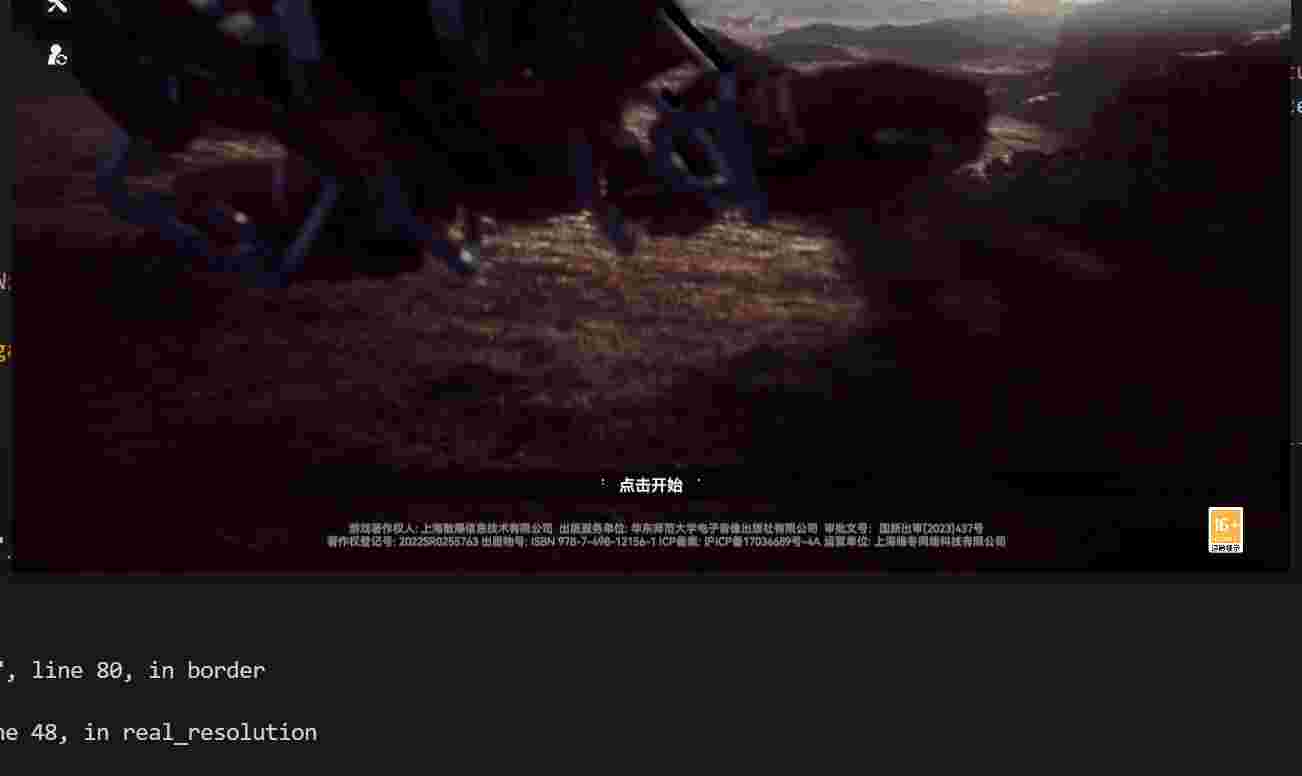 点击开始
游戏著作权人: 上海散爆信息技术有限公司 出版服务单位: 华东师范大学电子音像出版社有限公司 审批文号: 国新出审[2023]437号
著作权登记号: 2022SR0255763 出版物号: ISBN 978-7-498-12156-1 ICP备案: 沪ICP备17036689号-4A 运营单位: 上海暗冬网络科技有限公司
16+
适龄提示
", line 80, in border
ne 48, in real_resolution